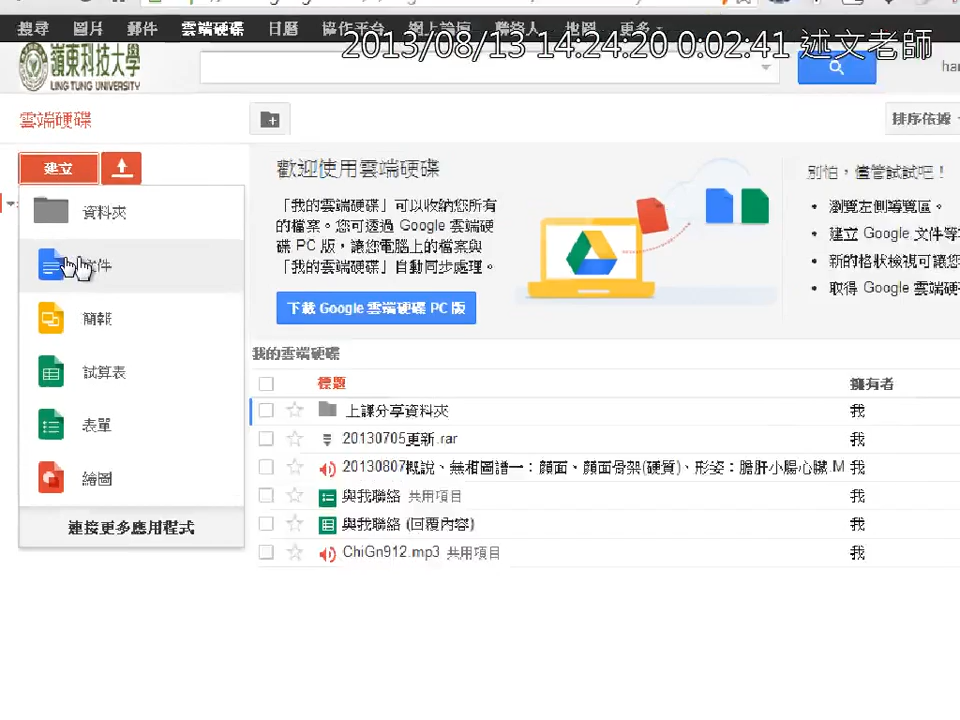 搜尋 圖片 郵件 雲端硬碟 日曆 協作平台 網上論壇 聯絡人 地圖 更多
2013/08/13 14:24:20 0:02:41 述文老師
嶺東科技大學
LING TUNG UNIVERSITY
har
雲端硬碟
排序依據
建立
資料夾
文件
簡報
試算表
表單
繪圖
連接更多應用程式
歡迎使用雲端硬碟
「我的雲端硬碟」可以收納您所有
的檔案。您可透過 Google 雲端硬
碟 PC 版，讓您電腦上的檔案與
「我的雲端硬碟」自動同步處理。
下載 Google 雲端硬碟 PC 版
別怕，儘管試試吧！
• 瀏覽左側導覽區。
• 建立 Google 文件等
• 新的格狀檢視可讓您
• 取得 Google 雲端硬
我的雲端硬碟
標題 擁有者
上課分享資料夾 我
20130705更新.rar 我
20130807概說、無相圖譜一：顏面、顏面骨架(硬質)、形姿：膽肝小腸心臟 M 我
與我聯絡 共用項目 我
與我聯絡 (回覆內容) 我
ChiGn912.mp3 共用項目 我